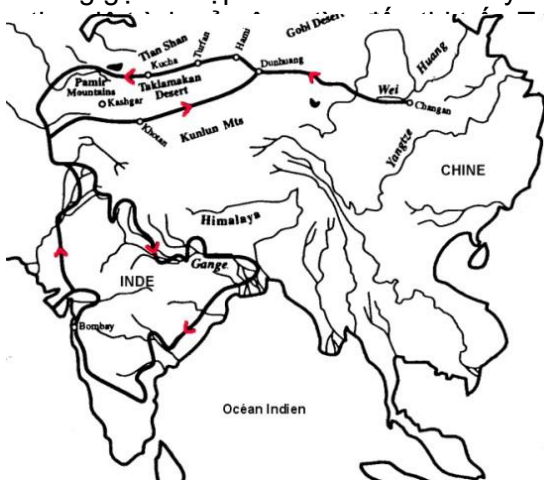 Gobi Desert
Tian Shan
Hami
Turfan
Kucha
Dunhuang
Huang
Pamir
Mountains
Taklamakan
Desert
Kashgar
Wei
Changan
Khotan
Kunlun Mts
Yangtze
CHINE
Himalaya
Gange
INDE
Bombay
Océan Indien